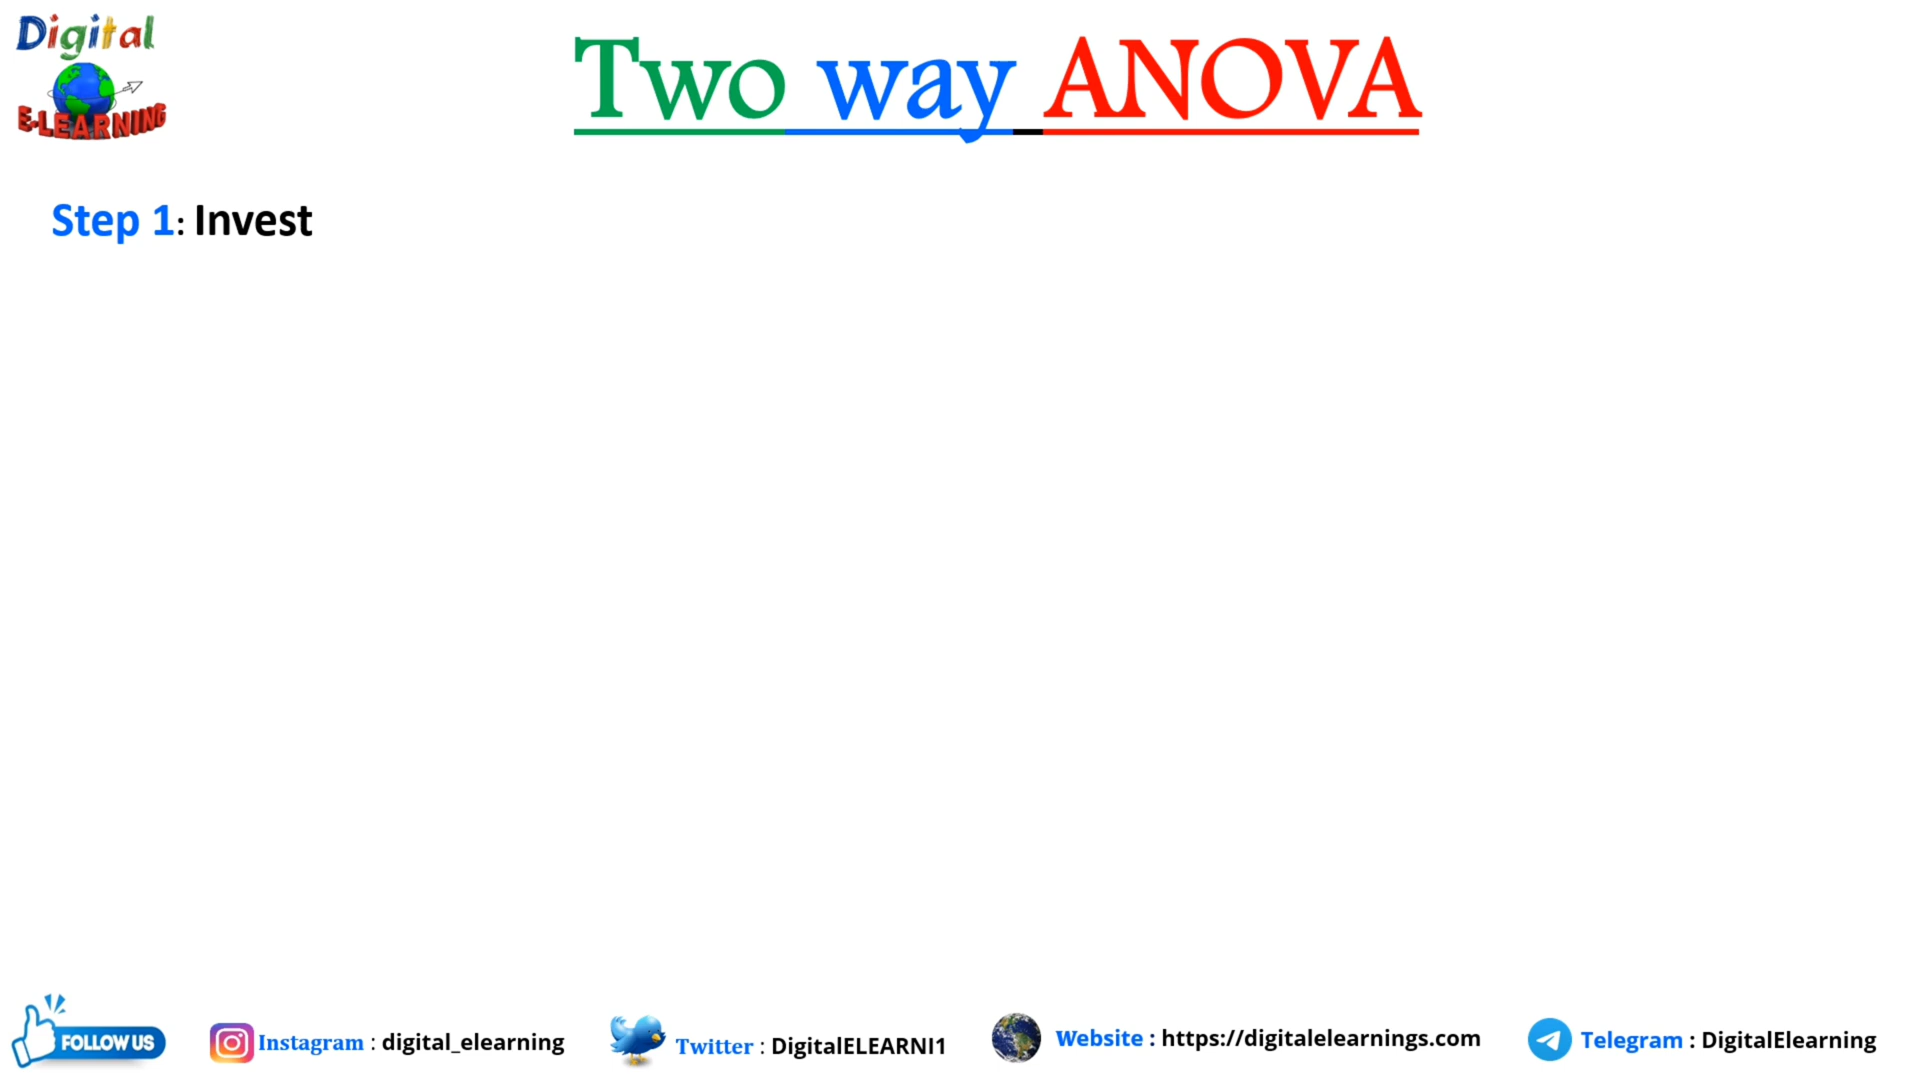 Digital
E-LEARNING
Two way ANOVA
Step 1: Invest
FOLLOW US
Instagram : digital_elearning
Twitter : DigitalELEARNI1
Website : https://digitalelearnings.com
Telegram : DigitalElearning